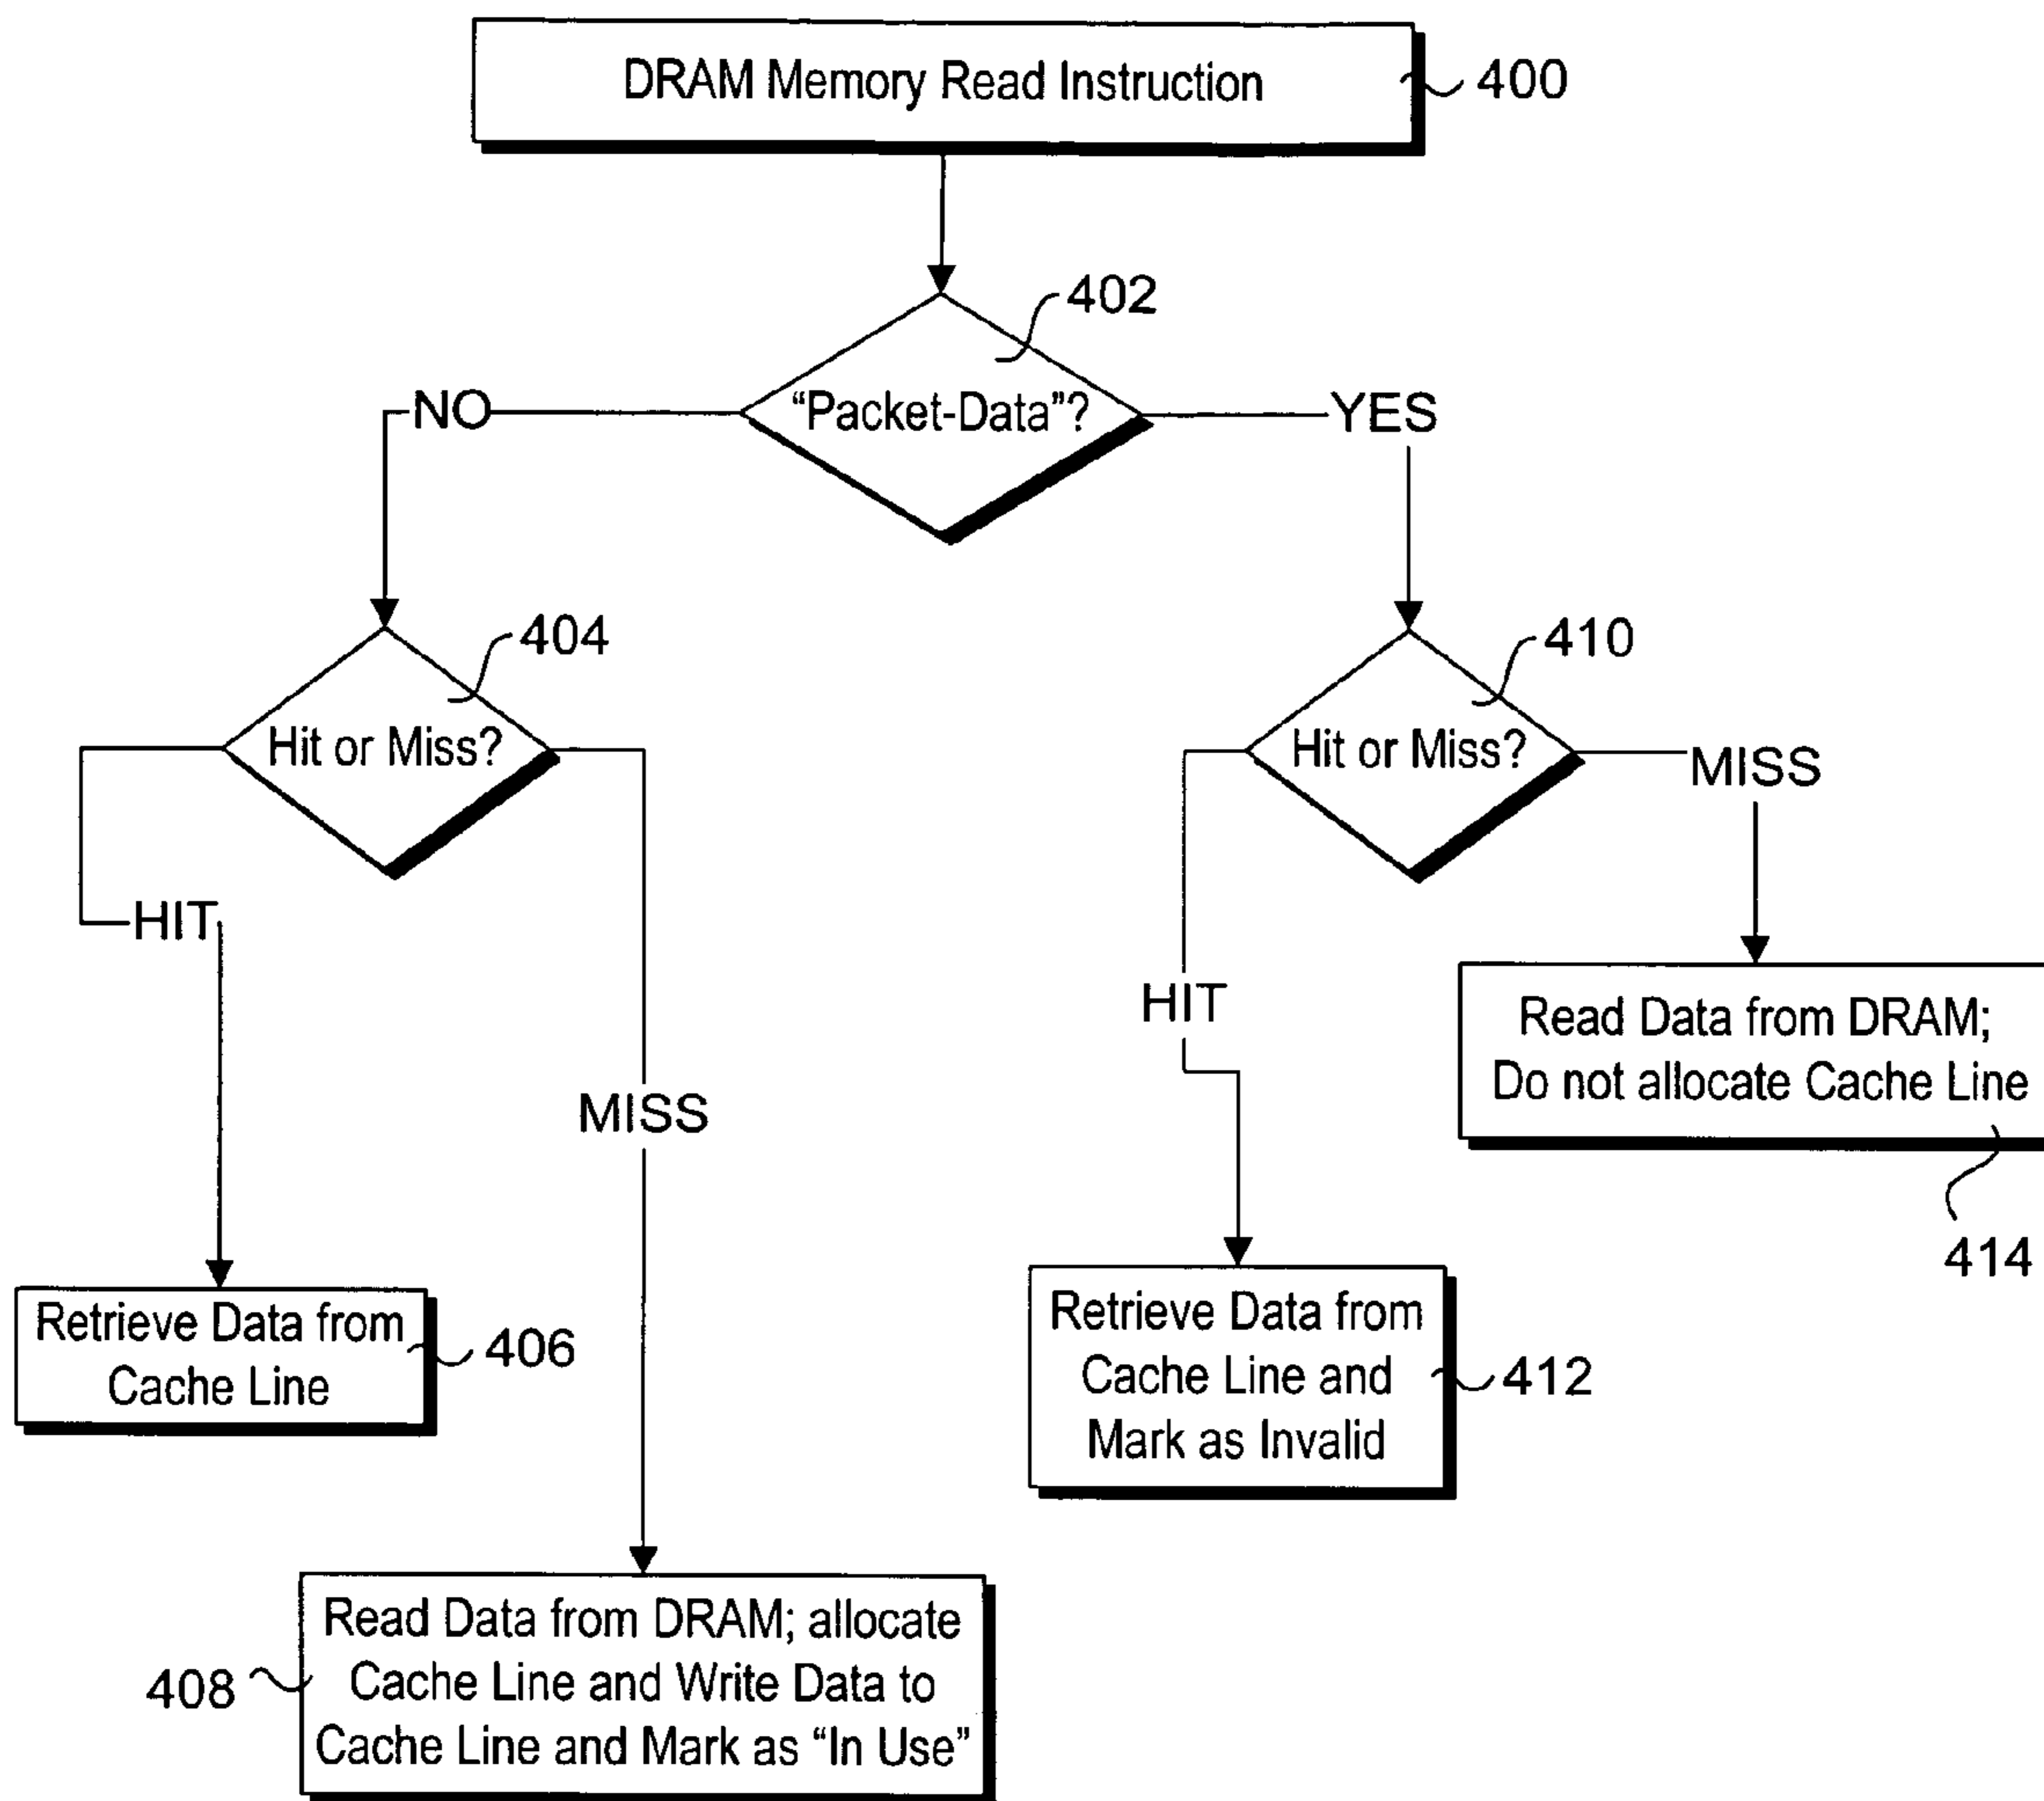 DRAM Memory Read Instruction
400
402
"Packet-Data"?
NO
YES
404
Hit or Miss?
410
Hit or Miss?
MISS
HIT
HIT
MISS
Read Data from DRAM;
Do not allocate Cache Line
414
Retrieve Data from
Cache Line
406
Retrieve Data from
Cache Line and
Mark as Invalid
412
Read Data from DRAM; allocate
Cache Line and Write Data to
Cache Line and Mark as "In Use"
408